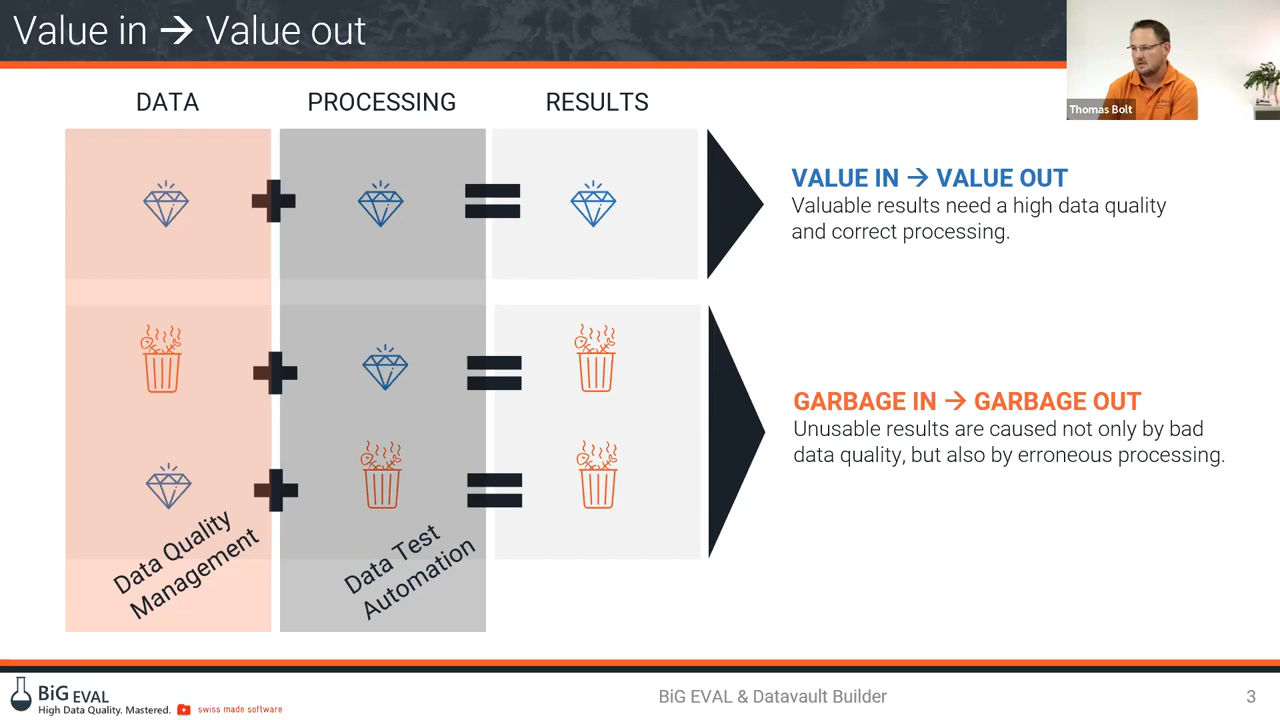 Value in → Value out
Thomas Bolt
DATA
PROCESSING
RESULTS
VALUE IN → VALUE OUT
Valuable results need a high data quality
and correct processing.
GARBAGE IN → GARBAGE OUT
Unusable results are caused not only by bad
data quality, but also by erroneous processing.
Data Quality
Management
Data Test
Automation
BiG EVAL
High Data Quality. Mastered.
swiss made software
BiG EVAL & Datavault Builder
3